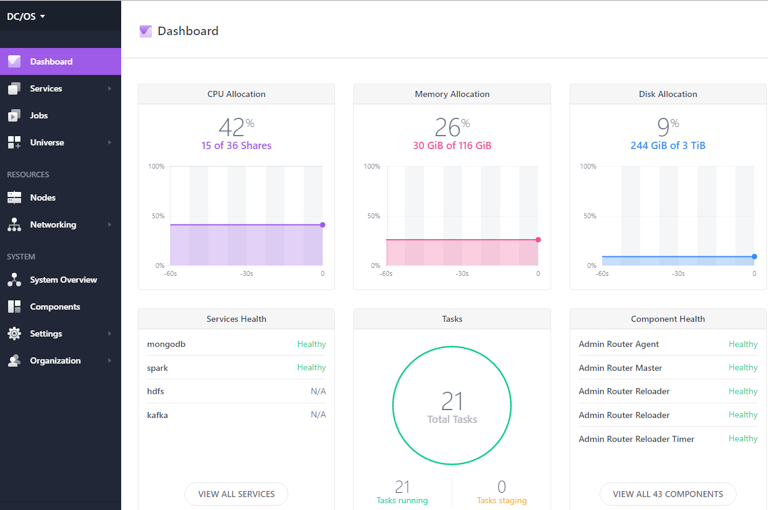 DC/OS
Dashboard
Services
Jobs
Universe
RESOURCES
Nodes
Networking
SYSTEM
System Overview
Components
Settings
Organization
Dashboard
CPU Allocation
42%
15 of 36 Shares
100%
50%
0%
-60s -30s 0
Memory Allocation
26%
30 GiB of 116 GiB
100%
50%
0%
-60s -30s 0
Disk Allocation
9%
244 GiB of 3 TiB
100%
50%
0%
-60s -30s 0
Services Health
mongodb Healthy
spark Healthy
hdfs N/A
kafka N/A
VIEW ALL SERVICES
Tasks
21
Total Tasks
21 0
Tasks running Tasks staging
Component Health
Admin Router Agent Healthy
Admin Router Master Healthy
Admin Router Reloader Healthy
Admin Router Reloader Healthy
Admin Router Reloader Timer Healthy
VIEW ALL 43 COMPONENTS